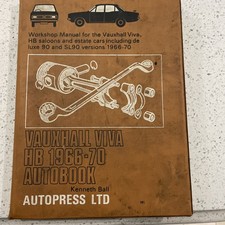 Workshop Manual for the Vauxhall Viva,
HB saloons and estate cars including de
luxe 90 and SL90 versions 1966-70
VAUXHALL VIVA
HB 1966-70
AUTOBOOK
Kenneth Ball
AUTOPRESS LTD